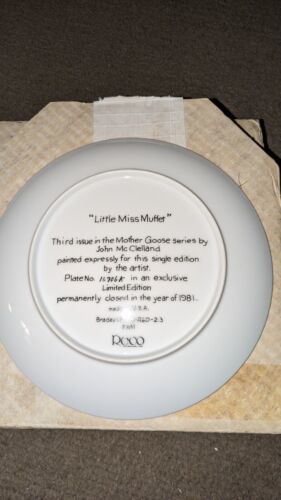 "Little Miss Muffet"
Third issue in the Mother Goose series by
John McClelland
painted expressly for this single edition
by the artist.
Plate No. in an exclusive
Limited Edition
permanently closed in the year of 1981.
U.S.A.
RECO